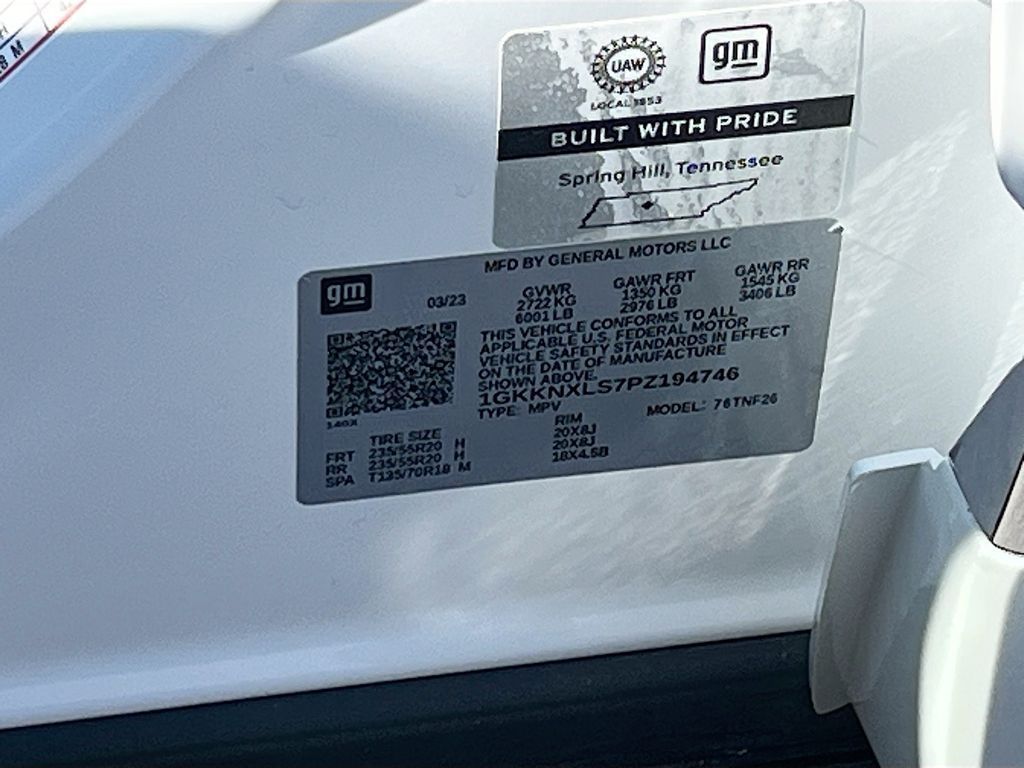 8 M
UAW
LOCAL 1853
gm
BUILT WITH PRIDE
Spring Hill, Tennessee
MFD BY GENERAL MOTORS LLC
gm
03/23
GVWR GAWR FRT GAWR RR
2722 KG 1350 KG 1545 KG
6001 LB 2976 LB 3406 LB
THIS VEHICLE CONFORMS TO ALL
APPLICABLE U.S. FEDERAL MOTOR
VEHICLE SAFETY STANDARDS IN EFFECT
ON THE DATE OF MANUFACTURE
SHOWN ABOVE.
1GKKNXLS7PZ194746
TYPE: MPV MODEL: 76TNF26
140X
TIRE SIZE RIM
FRT 235/55R20 H 20X8J
RR 235/55R20 H 20X8J
SPA T135/70R18 M 18X4.5B